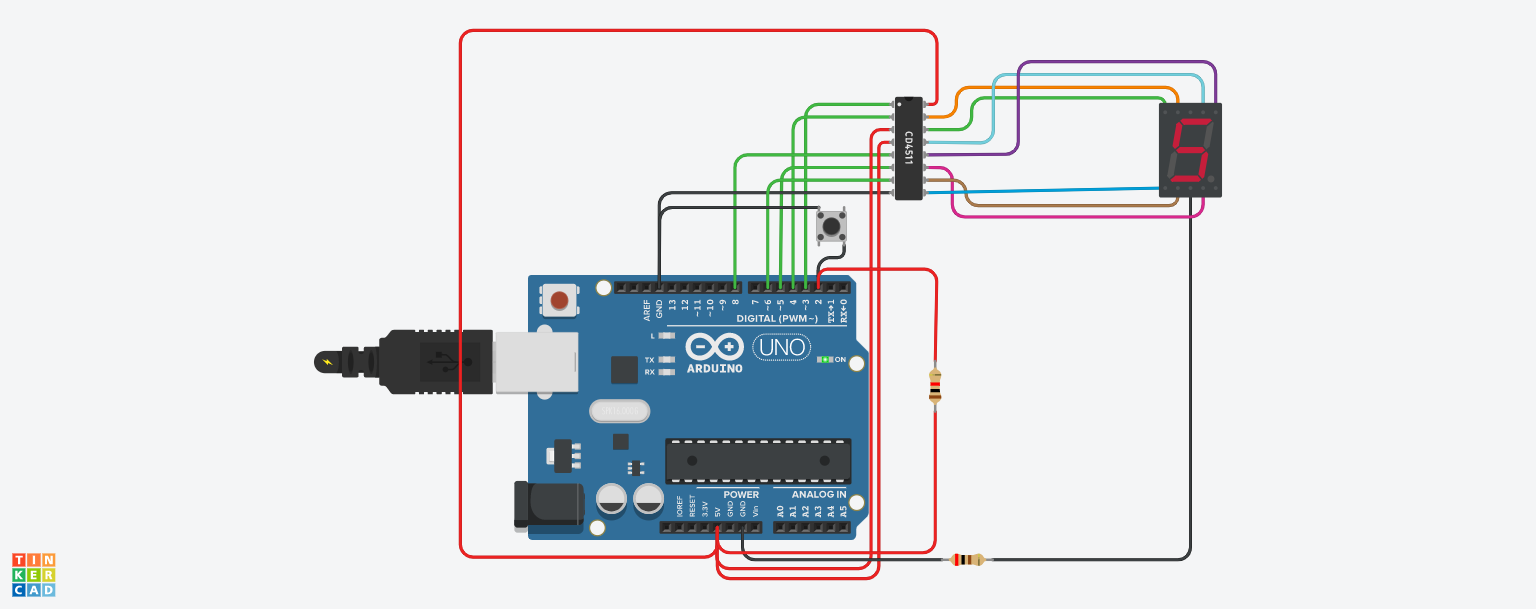 CD4511
5
AREF
GND
13
12
~11
~10
~9
8
7
~6
~5
4
~3
2
TX→1
RX←0
DIGITAL (PWM~)
L
TX
RX
ARDUINO
UNO
ON
POWER
ANALOG IN
IOREF
RESET
3.3V
5V
GND
GND
Vin
A0
A1
A2
A3
A4
A5
TIN
KER
CAD